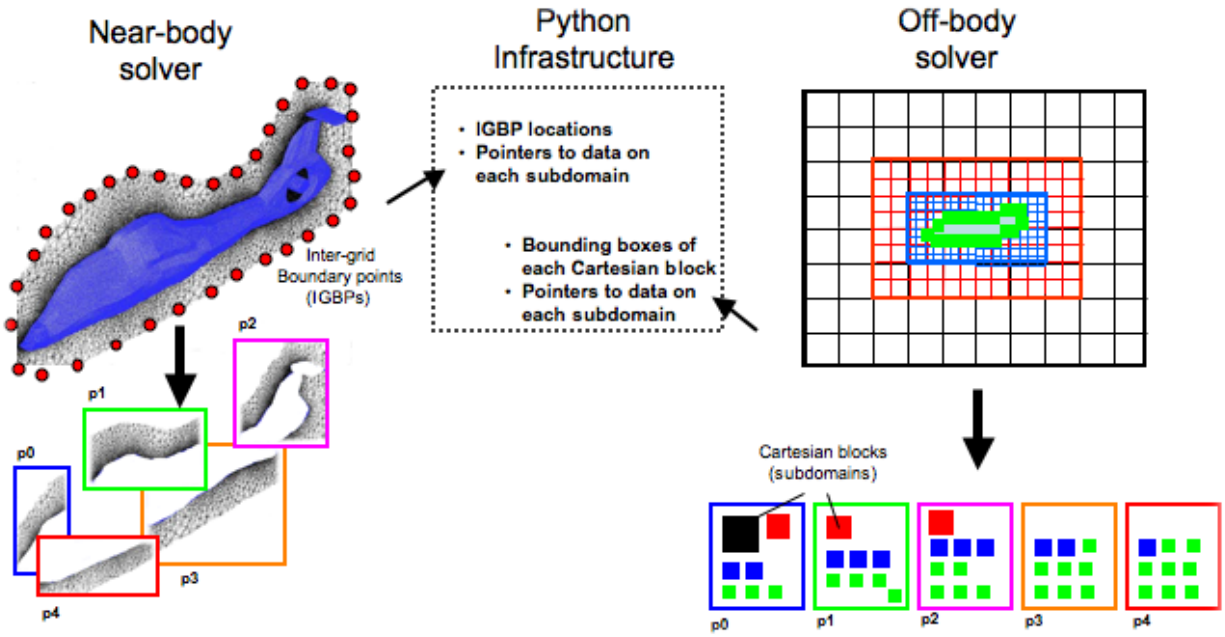 Near-body
solver
Python
Infrastructure
Off-body
solver
• IGBP locations
• Pointers to data on
each subdomain
• Bounding boxes of
each Cartesian block
• Pointers to data on
each subdomain
Inter-grid
Boundary points
(IGBPs)
p2
p1
p0
p3
p4
Cartesian blocks
(subdomains)
p0
p1
p2
p3
p4